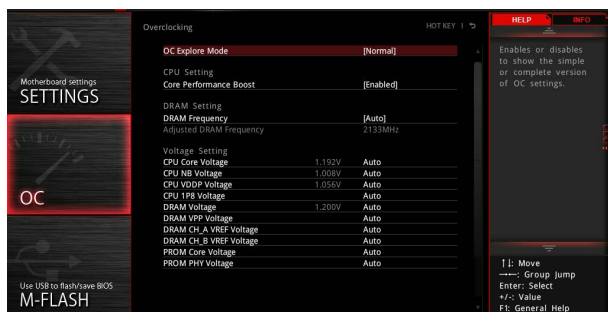 Overclocking
HOT KEY |
HELP
INFO
Motherboard settings
SETTINGS
OC
Use USB to flash/save BIOS
M-FLASH
OC Explore Mode [Normal]
CPU Setting
Core Performance Boost [Enabled]
DRAM Setting
DRAM Frequency [Auto]
Adjusted DRAM Frequency 2133MHz
Voltage Setting
CPU Core Voltage 1.192V Auto
CPU NB Voltage 1.008V Auto
CPU VDDP Voltage 1.056V Auto
CPU 1P8 Voltage Auto
DRAM Voltage 1.200V Auto
DRAM VPP Voltage Auto
DRAM CH_A VREF Voltage Auto
DRAM CH_B VREF Voltage Auto
PROM Core Voltage Auto
PROM PHY Voltage Auto
Enables or disables
to show the simple
or complete version
of OC settings.
↑↓: Move
→←: Group Jump
Enter: Select
+/-: Value
F1: General Help